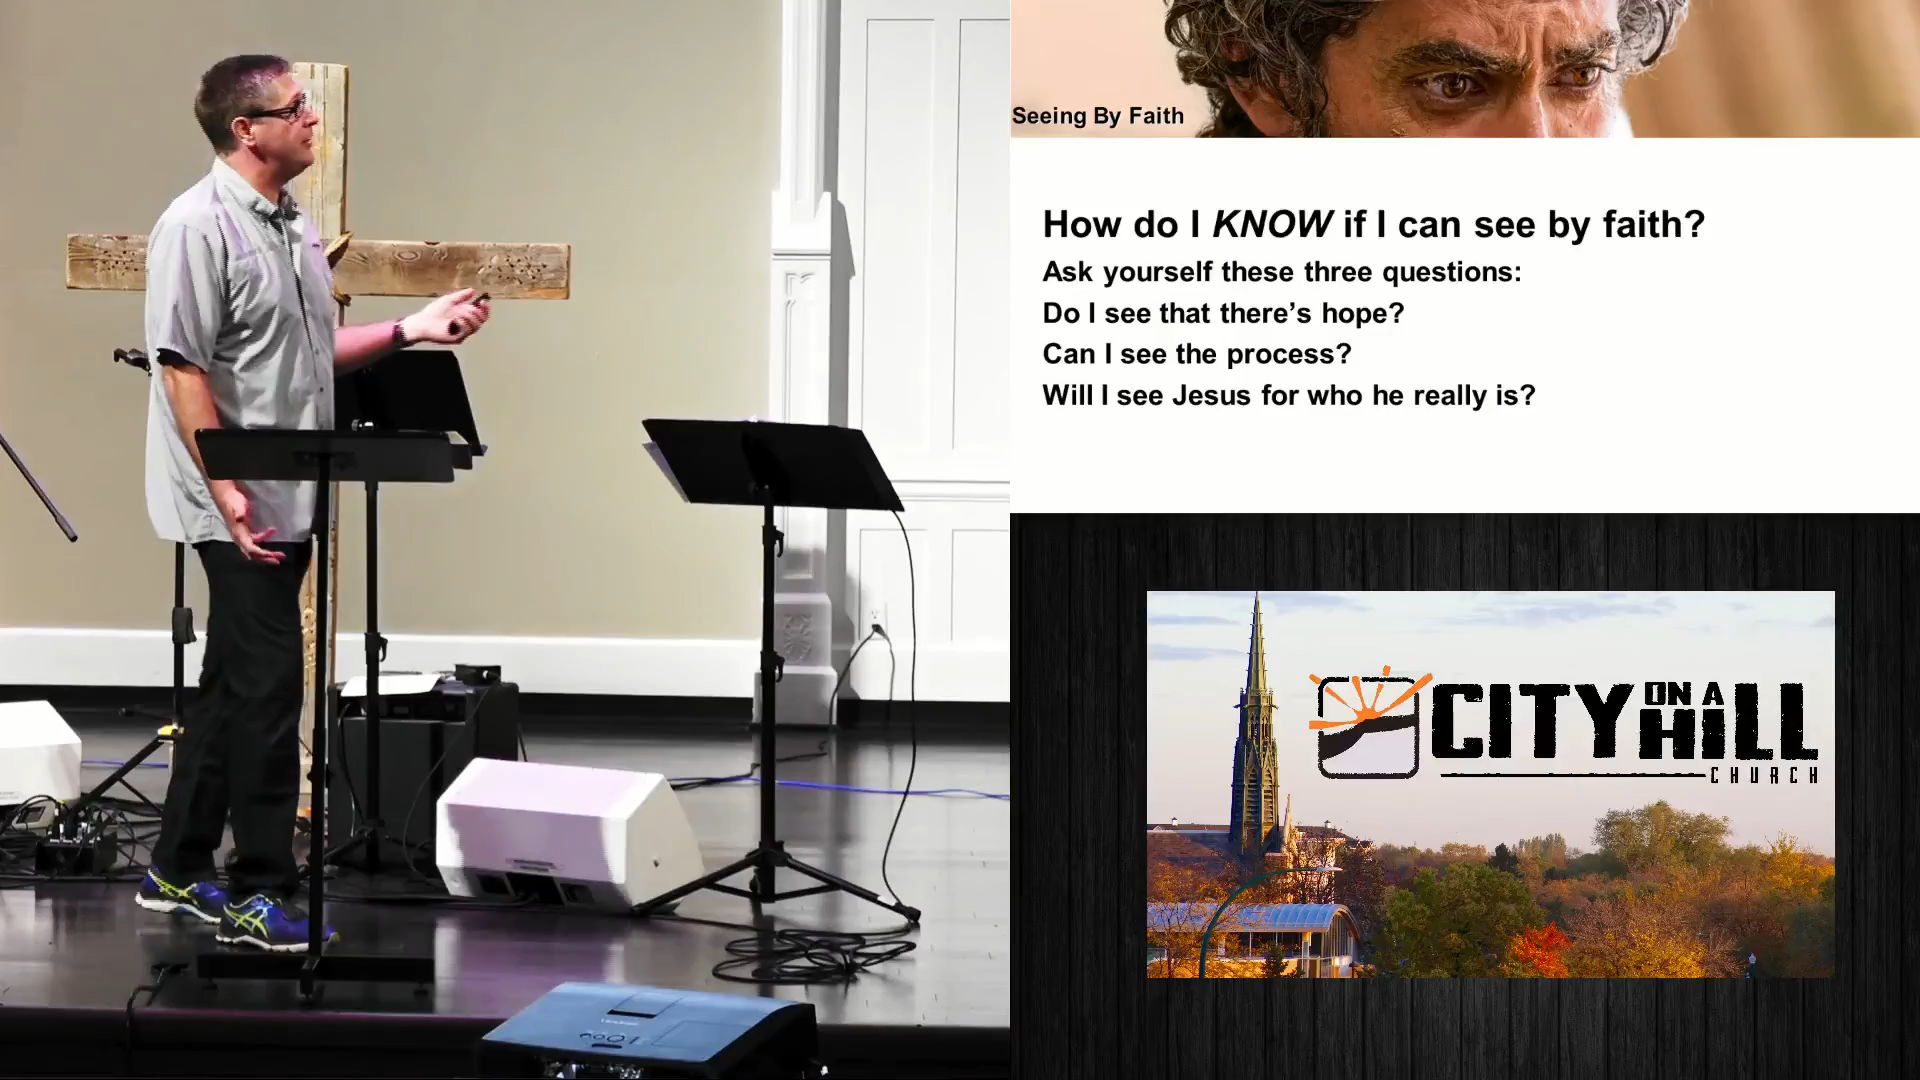 Seeing By Faith
How do I KNOW if I can see by faith?
Ask yourself these three questions:
Do I see that there’s hope?
Can I see the process?
Will I see Jesus for who he really is?
CITY ON A HILL
CHURCH